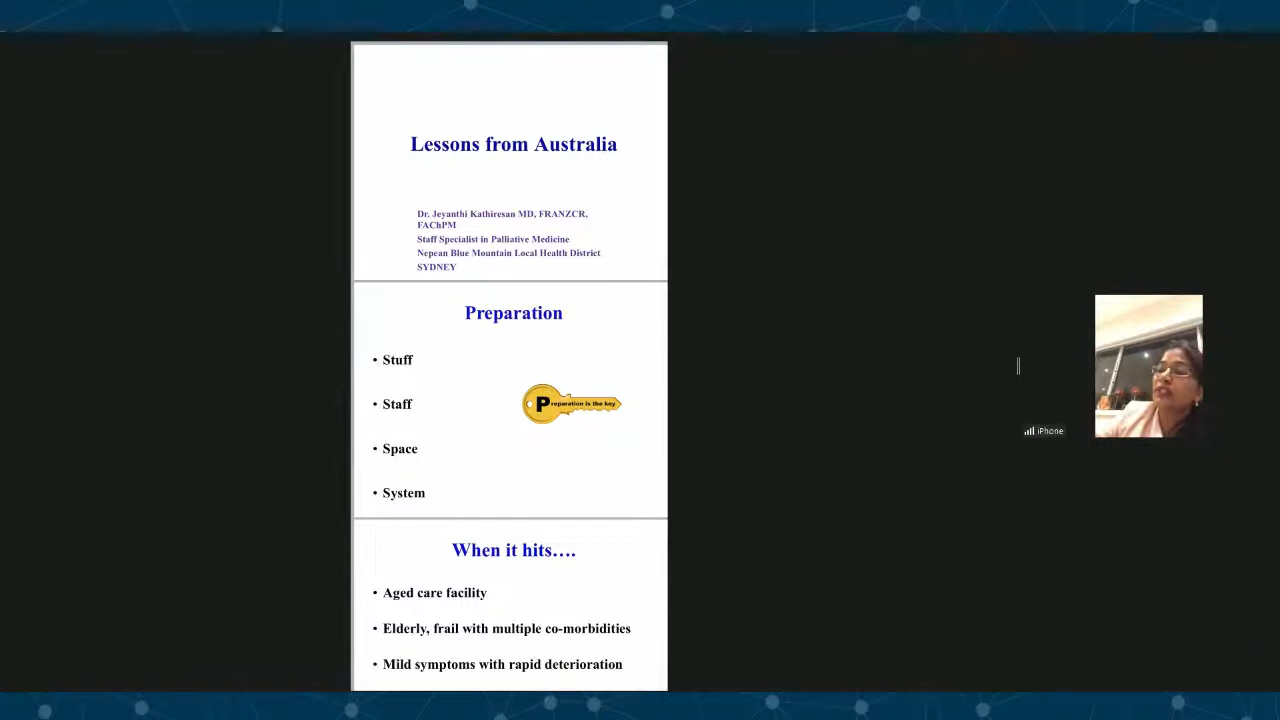 Lessons from Australia
Dr. Jeyanthi Kathiresan MD, FRANZCR,
FAChPM
Staff Specialist in Palliative Medicine
Nepean Blue Mountain Local Health District
SYDNEY
Preparation
• Stuff
• Staff
Preparation is the key
• Space
• System
When it hits….
• Aged care facility
• Elderly, frail with multiple co-morbidities
• Mild symptoms with rapid deterioration
iPhone